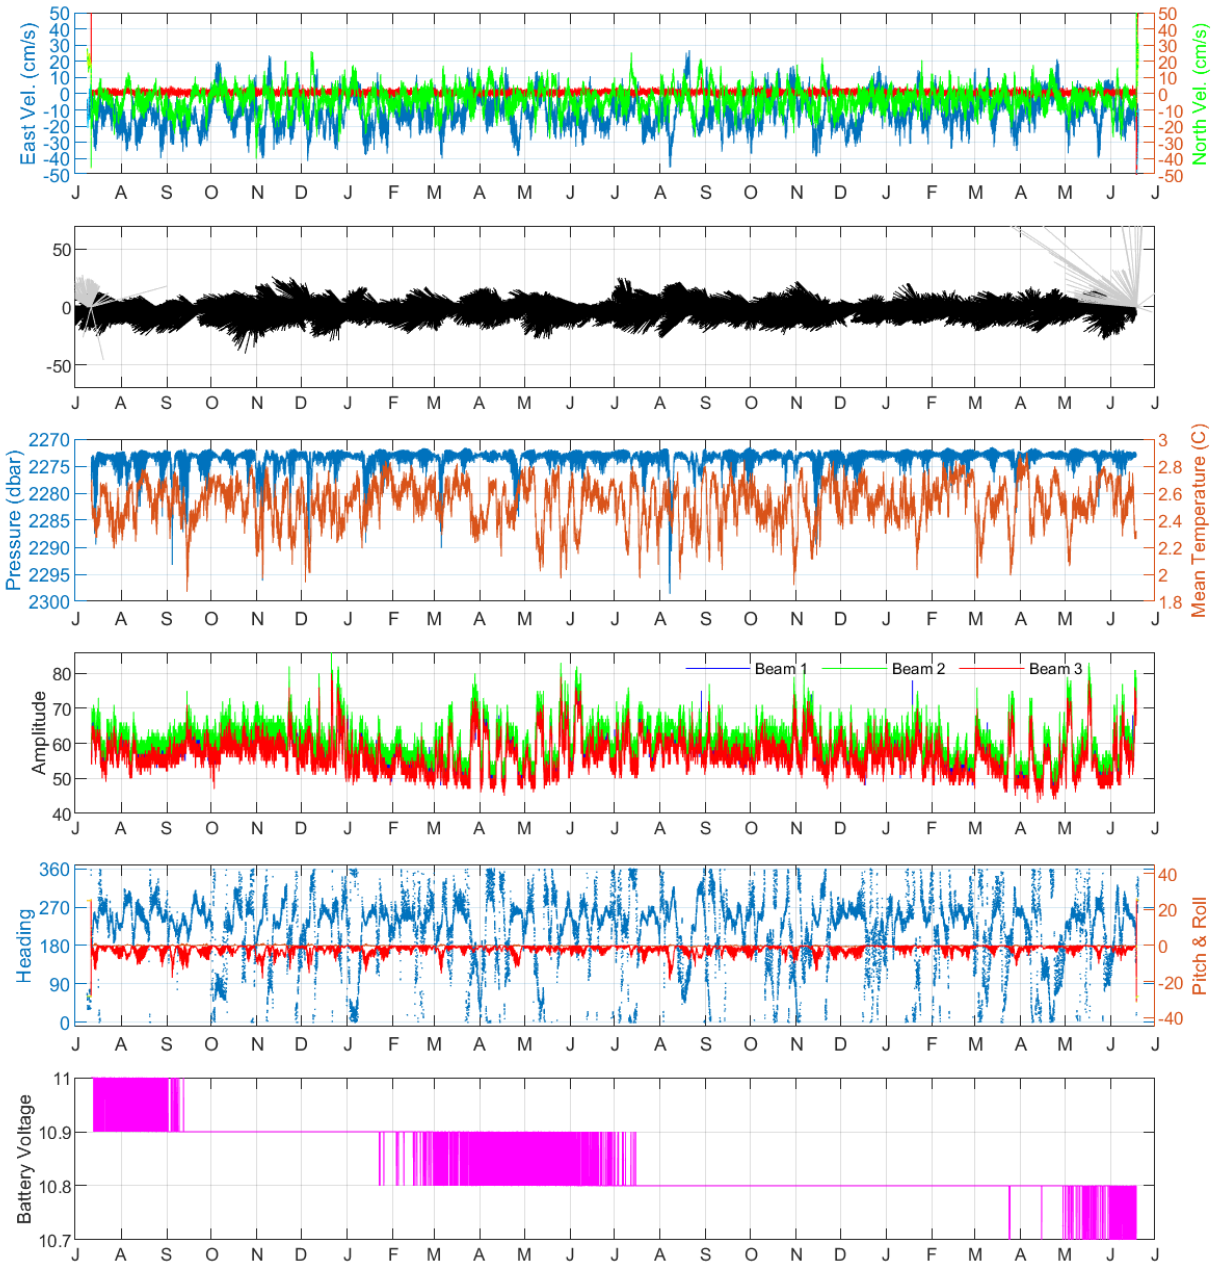 East Vel. (cm/s)
50 40 30 20 10 0 -10 -20 -30 -40 -50
50 40 30 20 10 0 -10 -20 -30 -40 -50
North Vel. (cm/s)
J A S O N D J F M A M J J A S O N D J F M A M J J
50 0 -50
J A S O N D J F M A M J J A S O N D J F M A M J J
Pressure (dbar)
2270 2275 2280 2285 2290 2295 2300
3 2.8 2.6 2.4 2.2 2 1.8
Mean Temperature (C)
J A S O N D J F M A M J J A S O N D J F M A M J J
Amplitude
80 70 60 50 40
Beam 1 Beam 2 Beam 3
J A S O N D J F M A M J J A S O N D J F M A M J J
Heading
360 270 180 90 0
40 20 0 -20 -40
Pitch & Roll
J A S O N D J F M A M J J A S O N D J F M A M J J
Battery Voltage
11 10.9 10.8 10.7
J A S O N D J F M A M J J A S O N D J F M A M J J